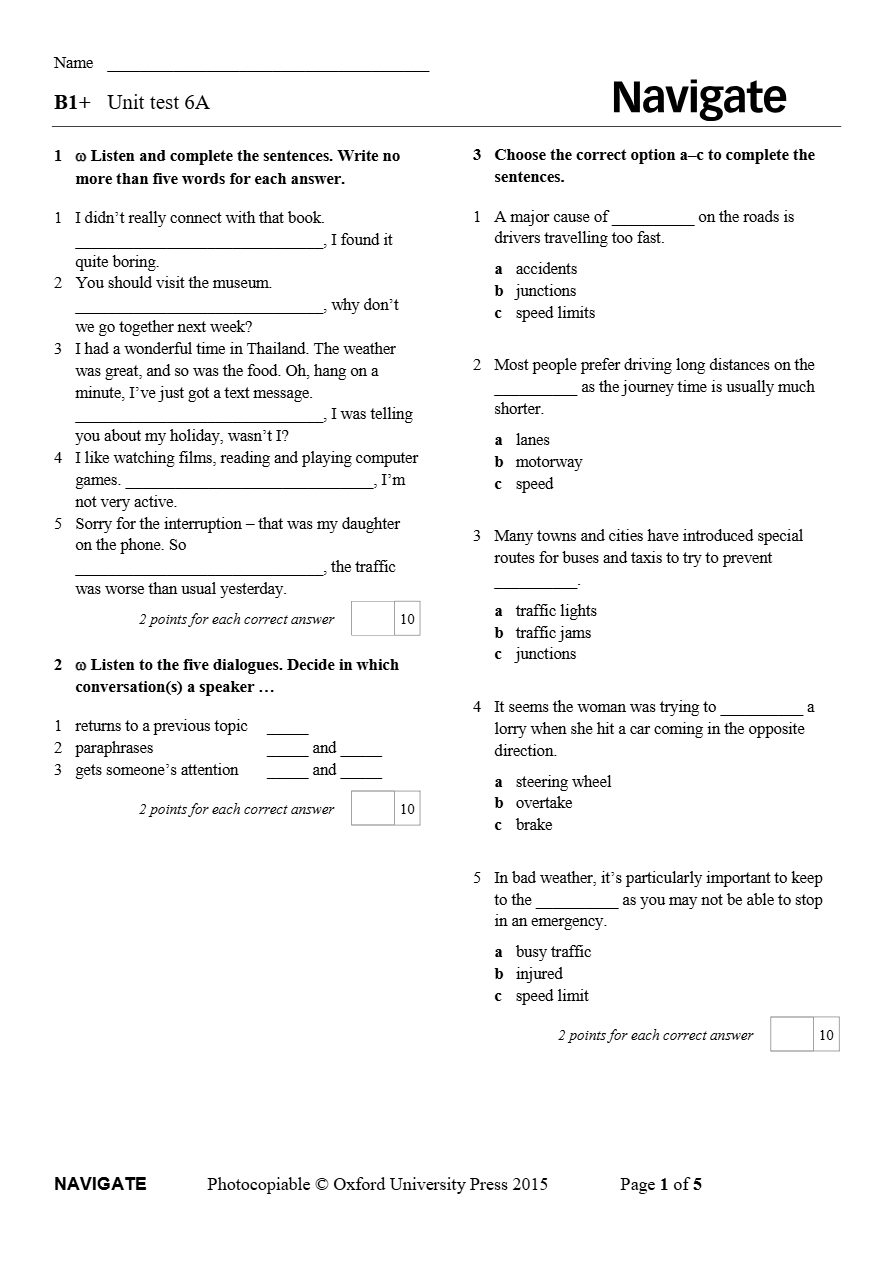 Name ______________________________________
B1+ Unit test 6A
Navigate
1 Listen and complete the sentences. Write no
more than five words for each answer.
1 I didn’t really connect with that book.
______________________________, I found it
quite boring.
2 You should visit the museum.
______________________________, why don’t
we go together next week?
3 I had a wonderful time in Thailand. The weather
was great, and so was the food. Oh, hang on a
minute, I’ve just got a text message.
______________________________, I was telling
you about my holiday, wasn’t I?
4 I like watching films, reading and playing computer
games. ______________________________, I’m
not very active.
5 Sorry for the interruption – that was my daughter
on the phone. So
______________________________, the traffic
was worse than usual yesterday.
2 points for each correct answer 10
2 Listen to the five dialogues. Decide in which
conversation(s) a speaker …
1 returns to a previous topic _____
2 paraphrases _____ and _____
3 gets someone’s attention _____ and _____
2 points for each correct answer 10
3 Choose the correct option a–c to complete the
sentences.
1 A major cause of __________ on the roads is
drivers travelling too fast.
a accidents
b junctions
c speed limits
2 Most people prefer driving long distances on the
__________ as the journey time is usually much
shorter.
a lanes
b motorway
c speed
3 Many towns and cities have introduced special
routes for buses and taxis to try to prevent
__________.
a traffic lights
b traffic jams
c junctions
4 It seems the woman was trying to __________ a
lorry when she hit a car coming in the opposite
direction.
a steering wheel
b overtake
c brake
5 In bad weather, it’s particularly important to keep
to the __________ as you may not be able to stop
in an emergency.
a busy traffic
b injured
c speed limit
2 points for each correct answer 10
NAVIGATE Photocopiable © Oxford University Press 2015 Page 1 of 5